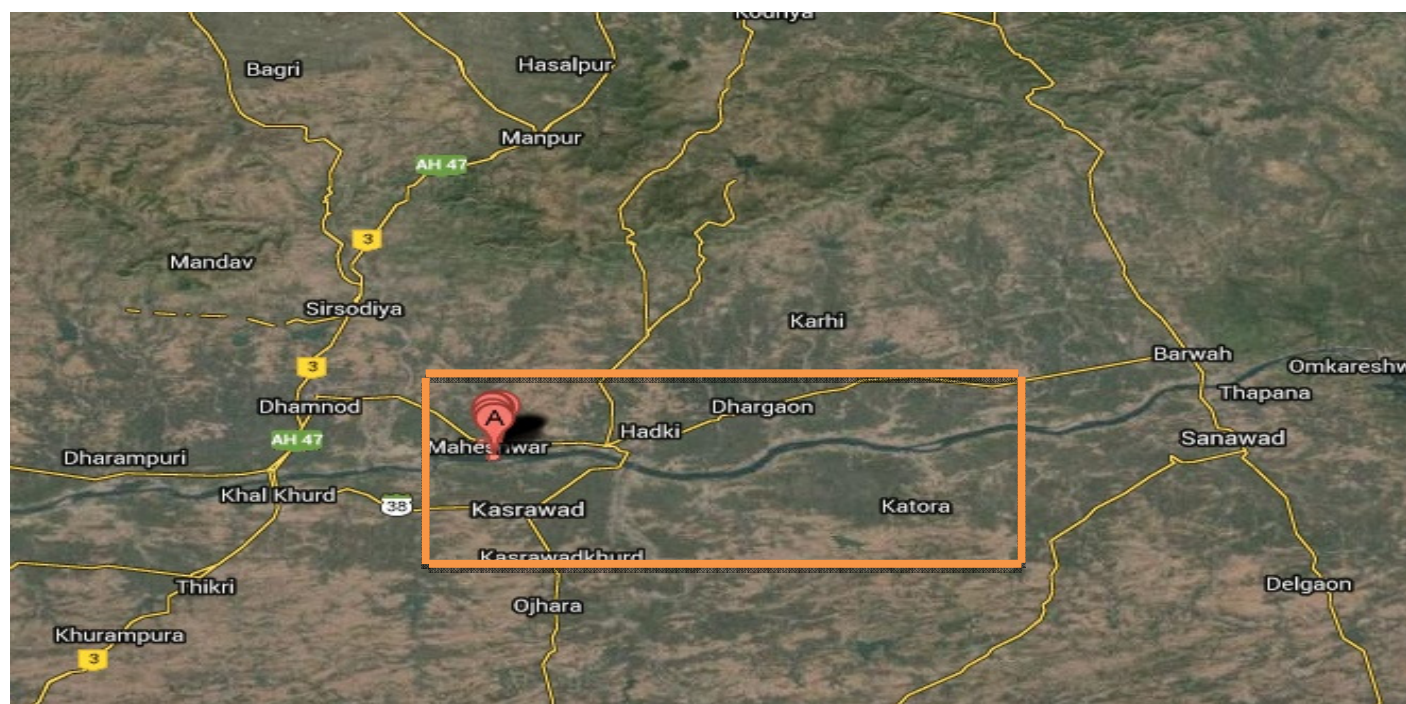 Kodriya
Bagri
Hasalpur
Manpur
AH 47
3
Mandav
Sirsodiya
Karhi
Barwah
3
Omkareshw
Thapana
Dhamnod
Dhargaon
A
Hadki
AH 47
Maheshwar
Sanawad
Dharampuri
Khal Khurd
38
Kasrawad
Katora
Kasrawadkhurd
Thikri
Delgaon
Ojhara
Khurampura
3